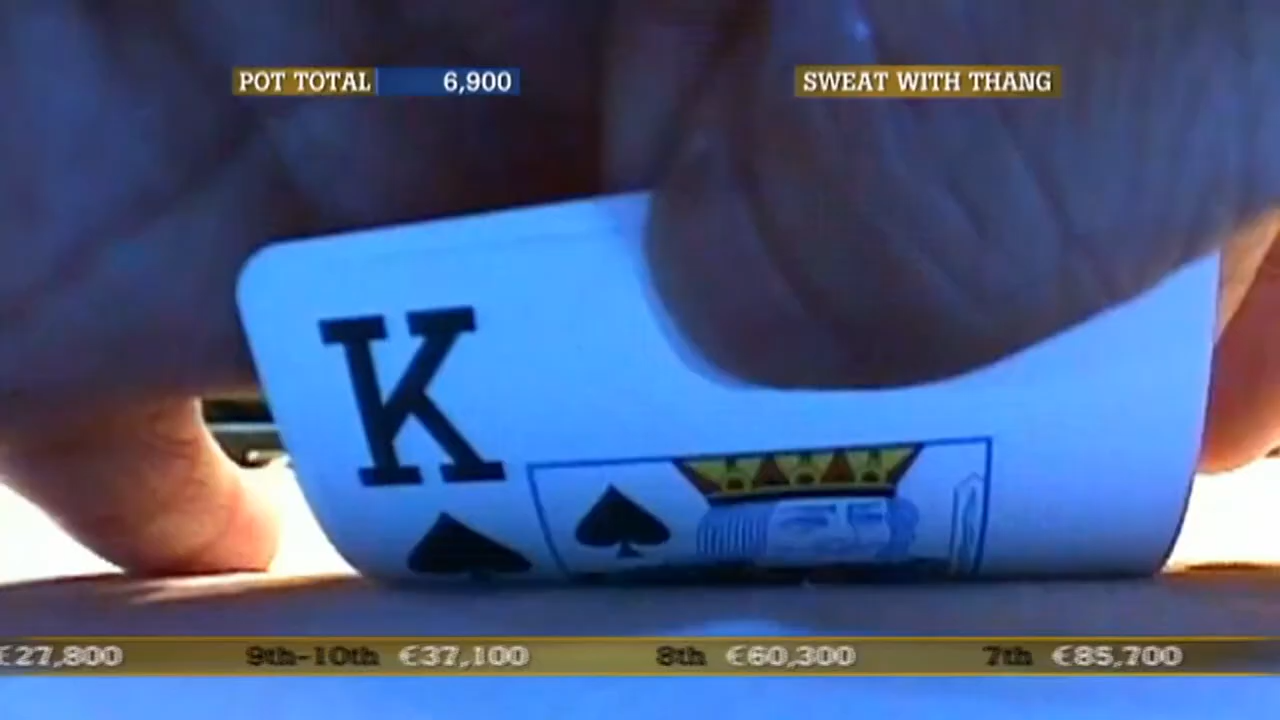 POT TOTAL 6,900
SWEAT WITH THANG
K
€27,800 9th-10th €37,100 8th €60,300 7th €85,700